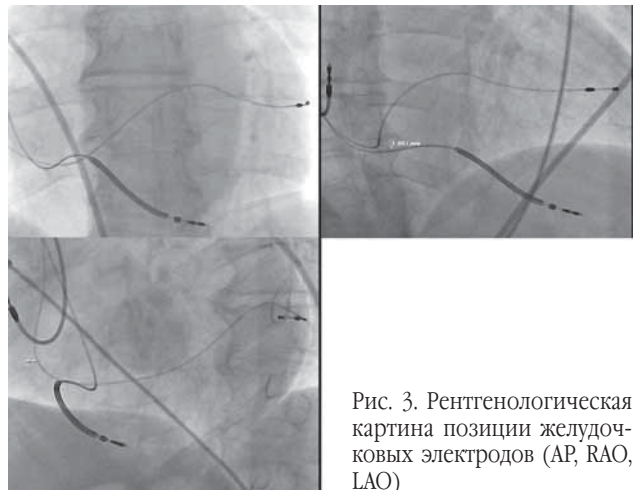 Рис. 3. Рентгенологическая
картина позиции желудоч-
ковых электродов (AP, RAO,
LAO)